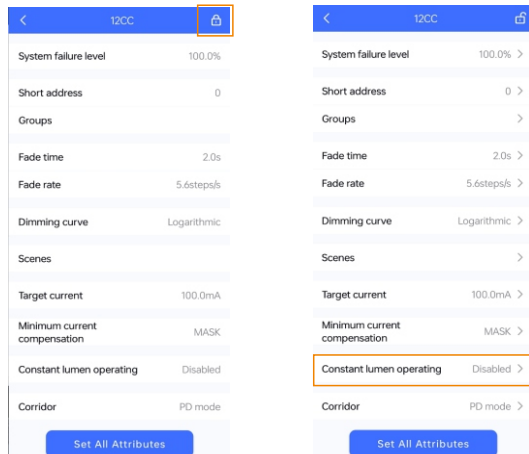 12CC
System failure level 100.0%
Short address 0
Groups
Fade time 2.0s
Fade rate 5.6steps/s
Dimming curve Logarithmic
Scenes
Target current 100.0mA
Minimum current
compensation MASK
Constant lumen operating Disabled
Corridor PD mode
Set All Attributes
12CC
System failure level 100.0% >
Short address 0 >
Groups >
Fade time 2.0s >
Fade rate 5.6steps/s >
Dimming curve Logarithmic >
Scenes >
Target current 100.0mA >
Minimum current
compensation MASK >
Constant lumen operating Disabled >
Corridor PD mode >
Set All Attributes